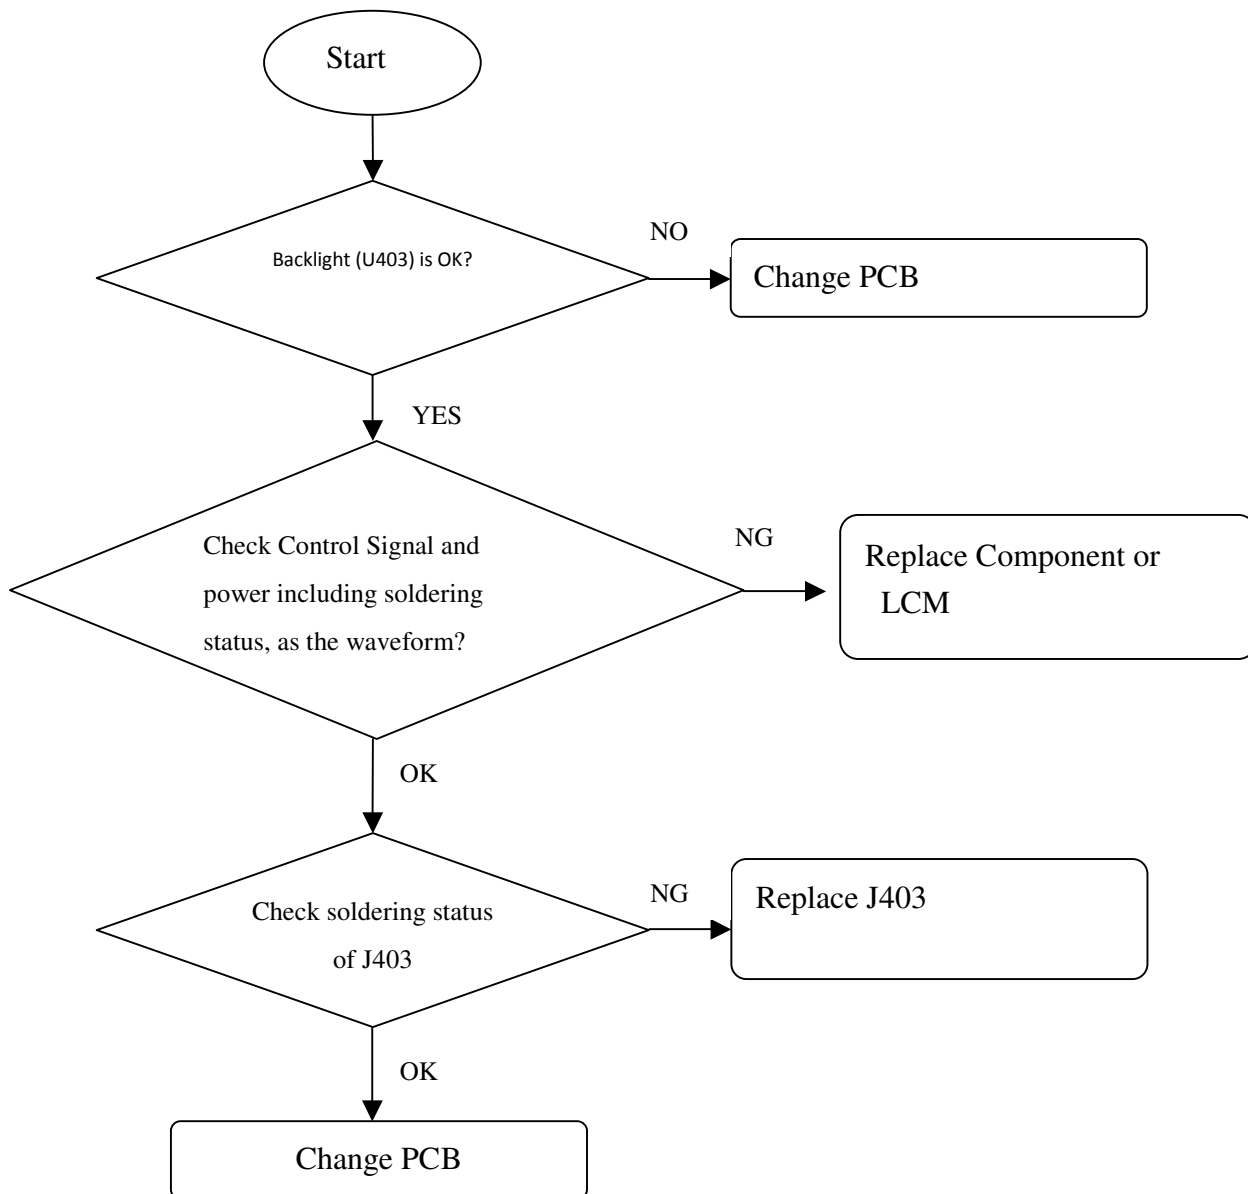 Start
Backlight (U403) is OK?
NO
Change PCB
YES
Check Control Signal and
power including soldering
status, as the waveform?
NG
Replace Component or
LCM
OK
Check soldering status
of J403
NG
Replace J403
OK
Change PCB